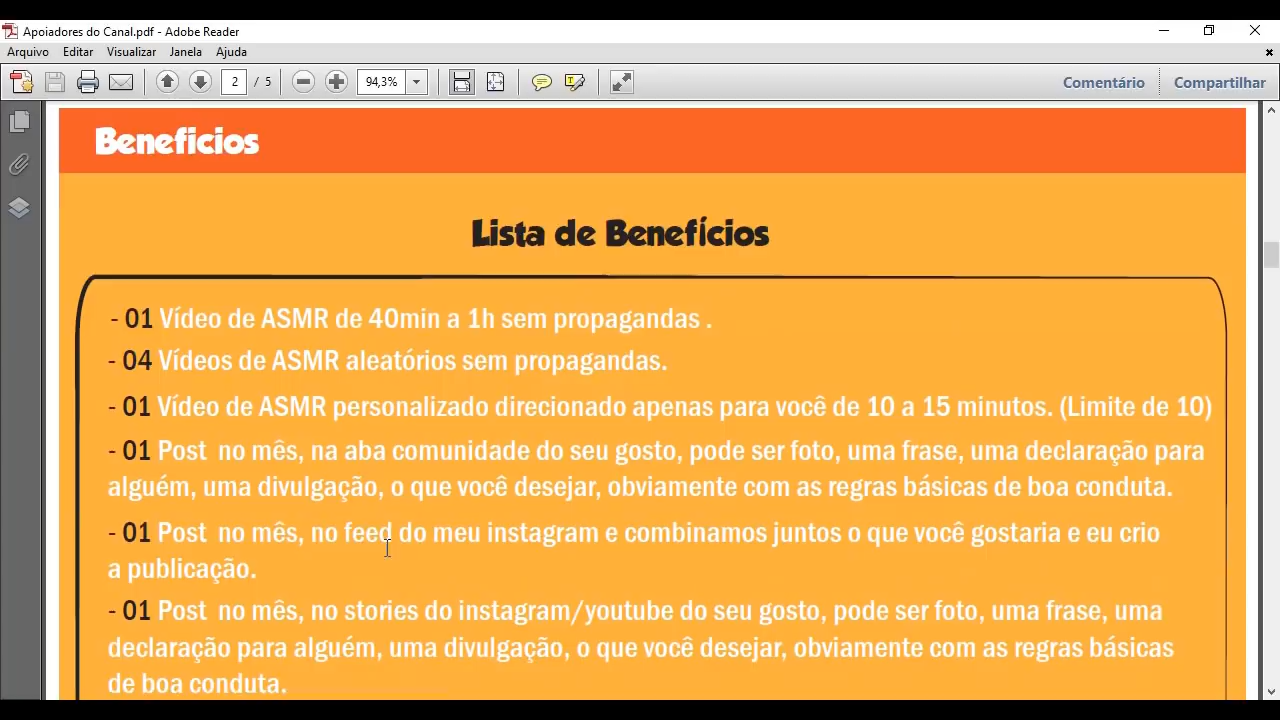 Apoiadores do Canal.pdf - Adobe Reader
Arquivo Editar Visualizar Janela Ajuda
2 / 5 94,3% Comentário Compartilhar
Beneficios
Lista de Benefícios
- 01 Vídeo de ASMR de 40min a 1h sem propagandas .
- 04 Vídeos de ASMR aleatórios sem propagandas.
- 01 Vídeo de ASMR personalizado direcionado apenas para você de 10 a 15 minutos. (Limite de 10)
- 01 Post no mês, na aba comunidade do seu gosto, pode ser foto, uma frase, uma declaração para
alguém, uma divulgação, o que você desejar, obviamente com as regras básicas de boa conduta.
- 01 Post no mês, no feed do meu instagram e combinamos juntos o que você gostaria e eu crio
a publicação.
- 01 Post no mês, no stories do instagram/youtube do seu gosto, pode ser foto, uma frase, uma
declaração para alguém, uma divulgação, o que você desejar, obviamente com as regras básicas
de boa conduta.